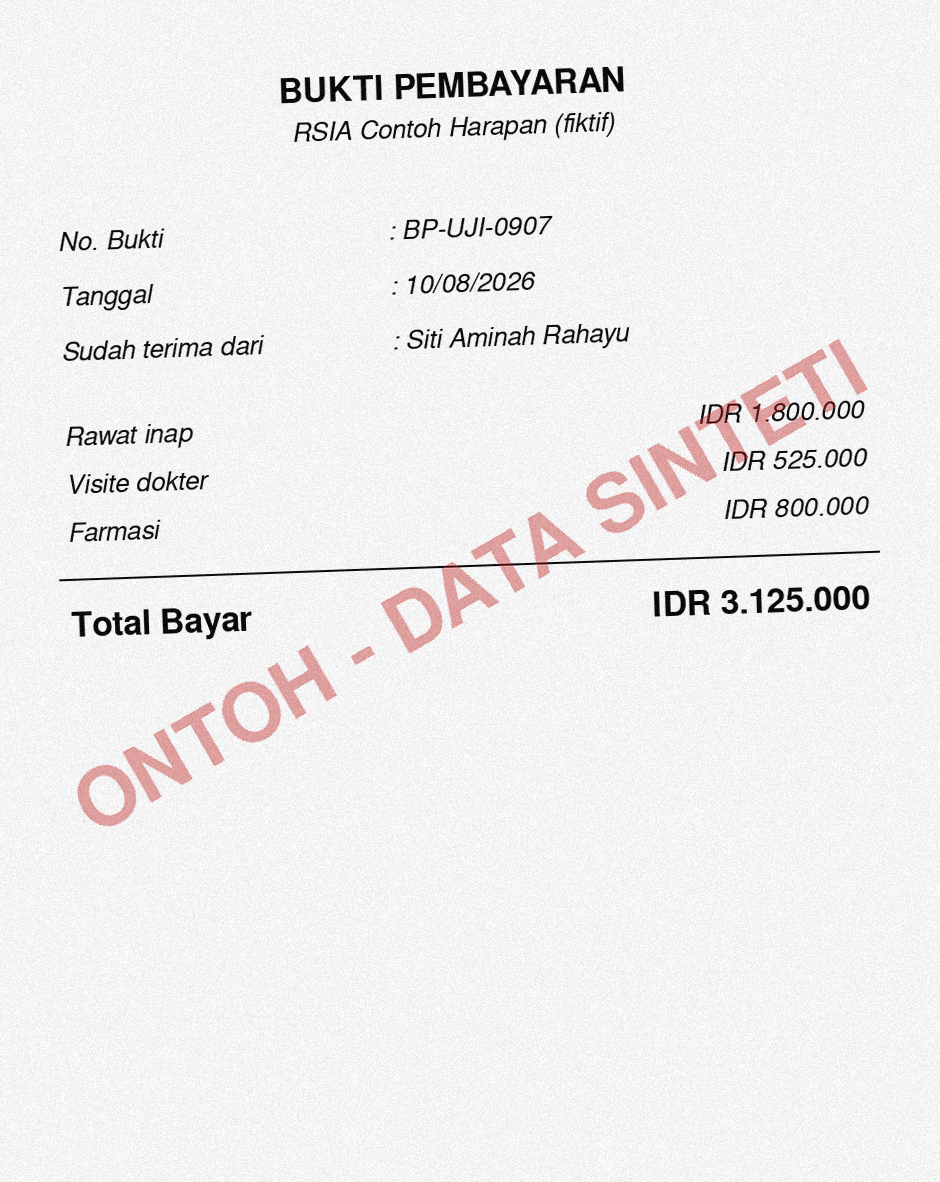 BUKTI PEMBAYARAN
RSIA Contoh Harapan (fiktif)
No. Bukti : BP-UJI-0907
Tanggal : 10/08/2026
Sudah terima dari : Siti Aminah Rahayu
Rawat inap IDR 1.800.000
Visite dokter IDR 525.000
Farmasi IDR 800.000
Total Bayar IDR 3.125.000
ONTOH - DATA SINTETI